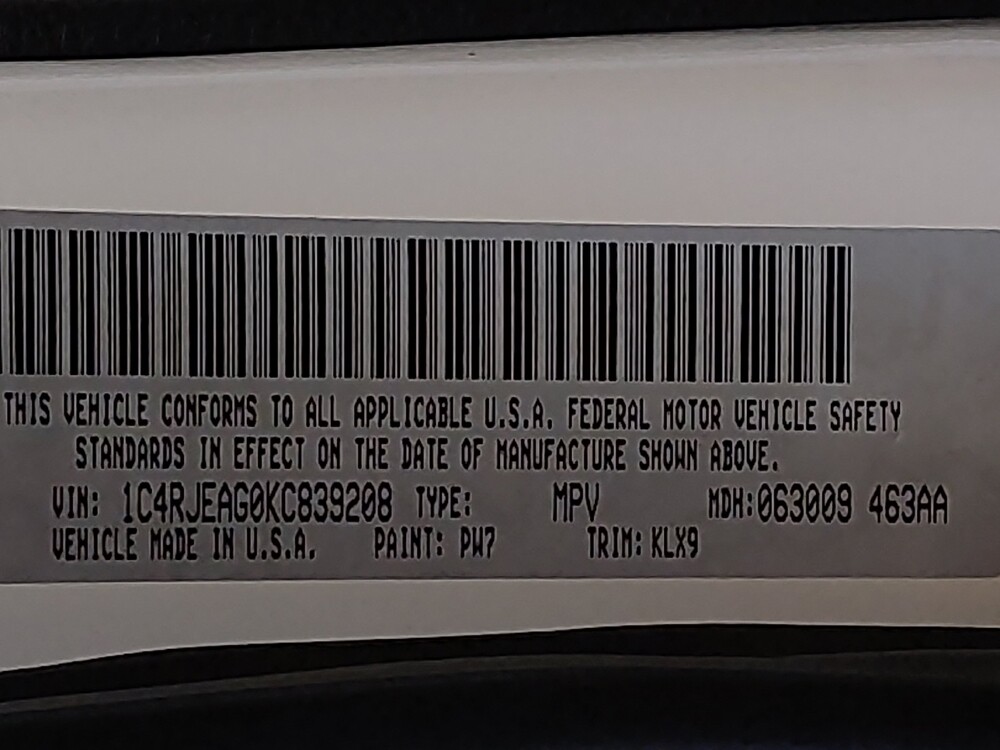 THIS VEHICLE CONFORMS TO ALL APPLICABLE U.S.A. FEDERAL MOTOR VEHICLE SAFETY
STANDARDS IN EFFECT ON THE DATE OF MANUFACTURE SHOWN ABOVE.
VIN: 1C4RJEAG0KC839208 TYPE: MPV MDH:063009 463AA
VEHICLE MADE IN U.S.A. PAINT: PW7 TRIM: KLX9